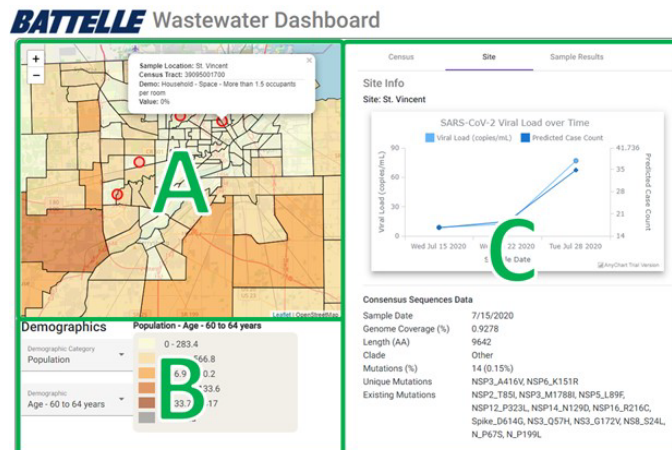 BATTELLE Wastewater Dashboard
+
−
Sample Location: St. Vincent
Census Tract: 39095001700
Demo: Household - Space - More than 1.5 occupants
per room
Value: 0%
×
A
Leaflet | OpenStreetMap
Demographics
Demographic Category
Population
Demographic
Age - 60 to 64 years
Population - Age - 60 to 64 years
0 - 283.4
B
Census Site Sample Results
Site Info
Site: St. Vincent
SARS-CoV-2 Viral Load over Time
Viral Load (copies/mL) Predicted Case Count
Viral Load (copies/mL)
90
60
30
0
41,736
35
28
21
14
Predicted Case Count
Wed Jul 15 2020 22 2020 Tue Jul 28 2020
Date
AnyChart Trial Version
C
Consensus Sequences Data
Sample Date 7/15/2020
Genome Coverage (%) 0.9278
Length (AA) 9642
Clade Other
Mutations (%) 14 (0.15%)
Unique Mutations NSP3_A416V, NSP6_K151R
Existing Mutations NSP2_T85I, NSP3_M1788I, NSP5_L89F,
NSP12_P323L, NSP14_N129D, NSP16_R216C,
Spike_D614G, NS3_Q57H, NS3_G172V, NS8_S24L,
N_P67S, N_P199L